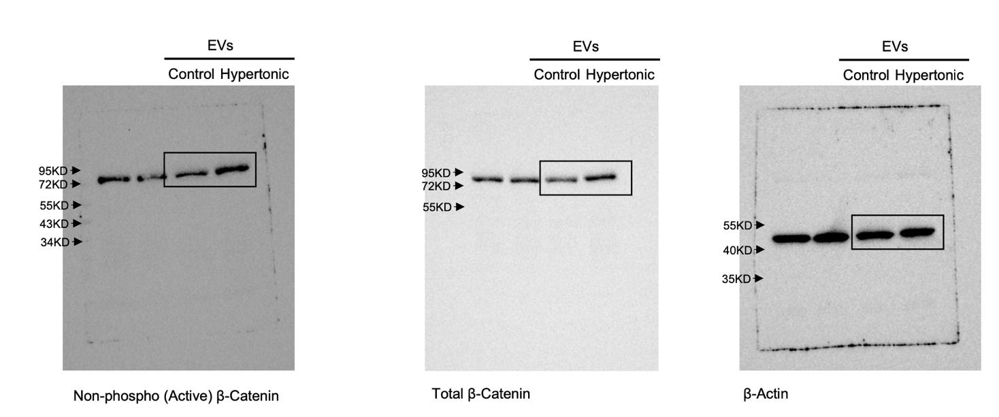 EVs
Control Hypertonic
95KD
72KD
55KD
43KD
34KD
Non-phospho (Active) β-Catenin
EVs
Control Hypertonic
95KD
72KD
55KD
Total β-Catenin
EVs
Control Hypertonic
55KD
40KD
35KD
β-Actin